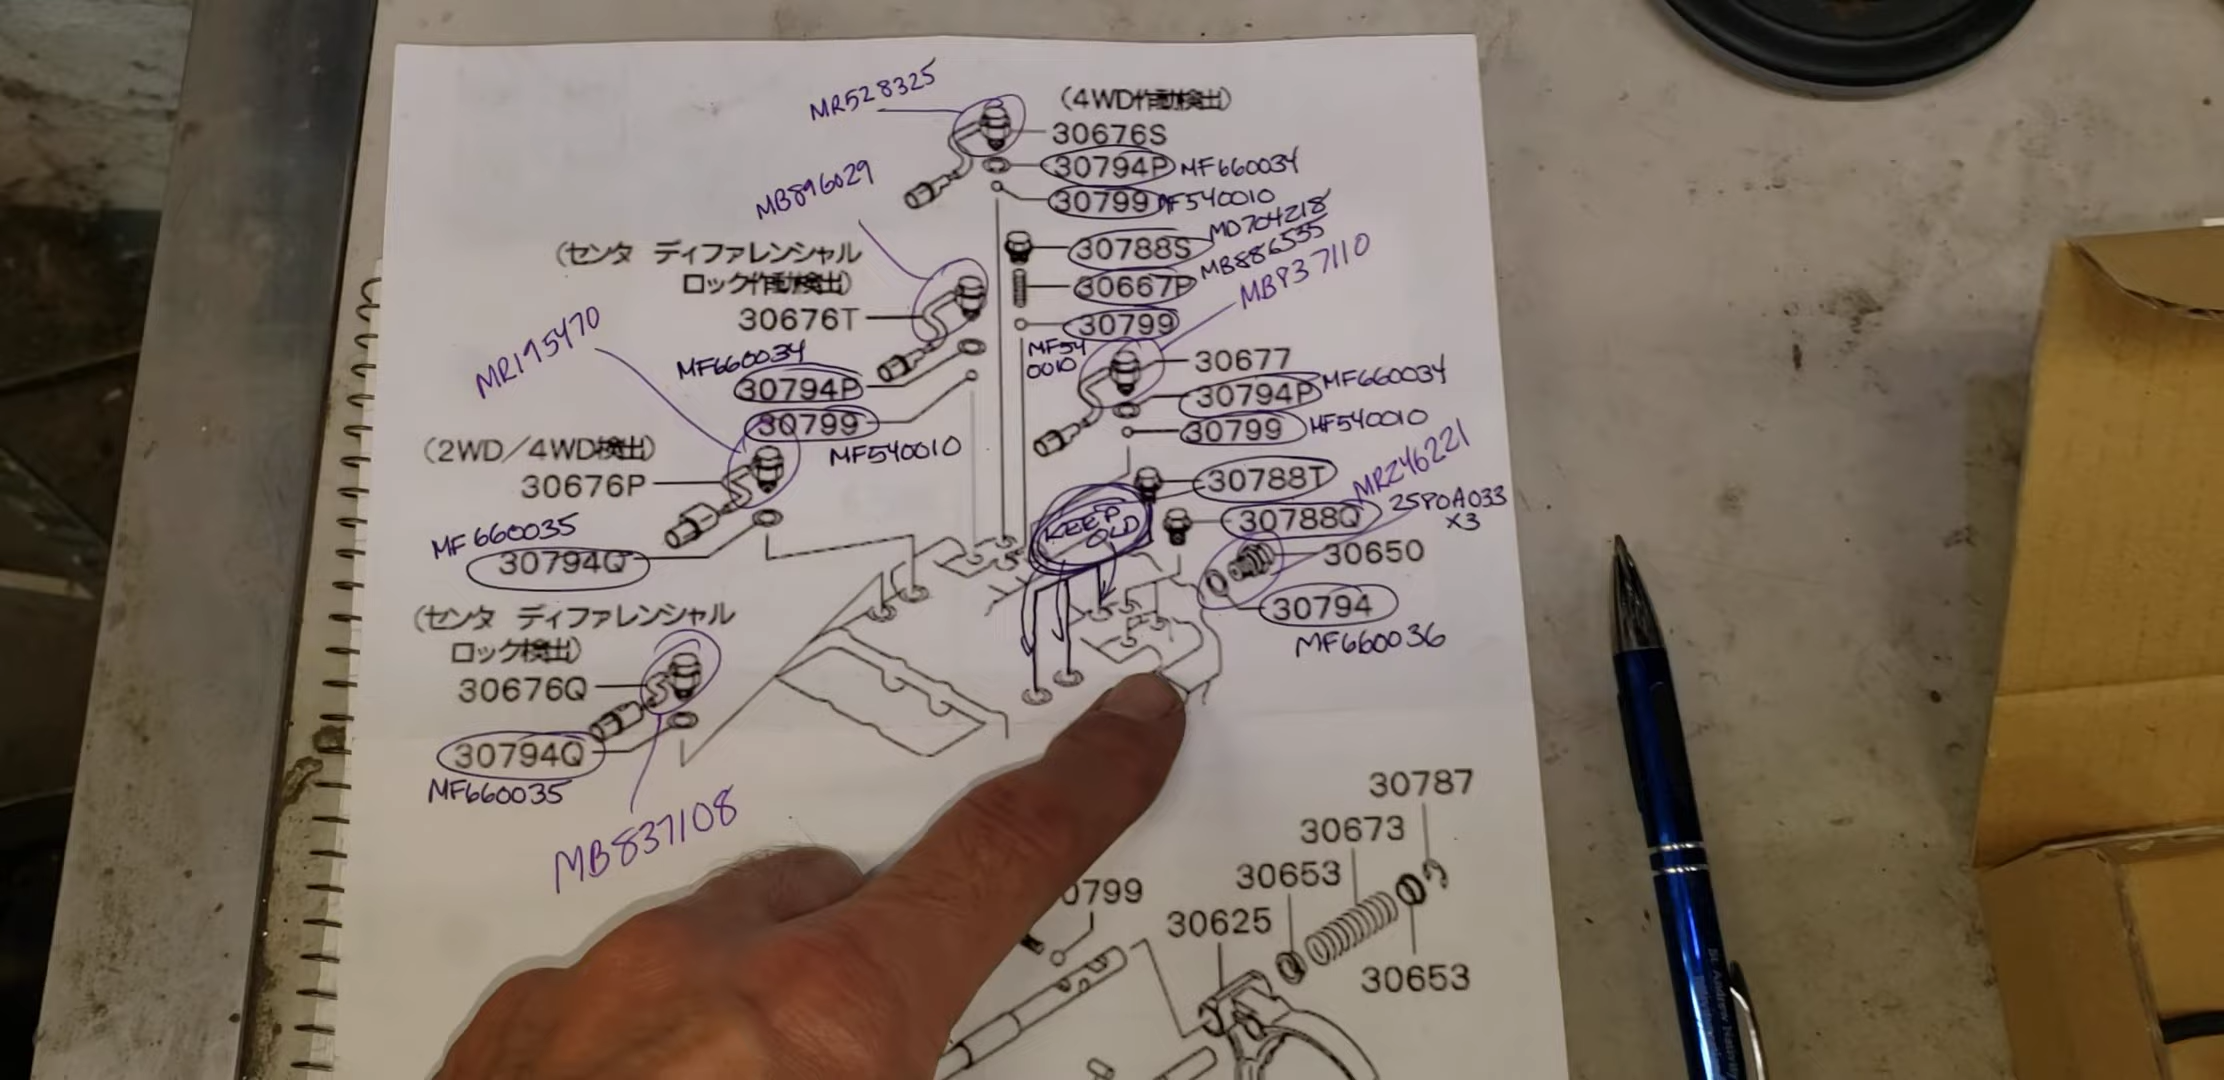 MR528325
(4WD作動検出)
30676S
30794P MF660034
30799 MF540010
MB896029
30788S MD704218
30667P MB886535
30799
MF54
0010
MB937110
(センタ ディファレンシャル
ロック作動検出)
30676T
MF660034
30794P
30799
MF540010
MR195470
30677
30794P MF660034
30799 MF540010
(2WD/4WD検出)
30676P
MF660035
30794Q
30788T
KEEP
OLD
30788Q 25P0A033
X3
MR246221
30650
30794
MF660036
(センタ ディファレンシャル
ロック検出)
30676Q
30794Q
MF660035
MB837108
30787
30673
30653
30625
30653
0799